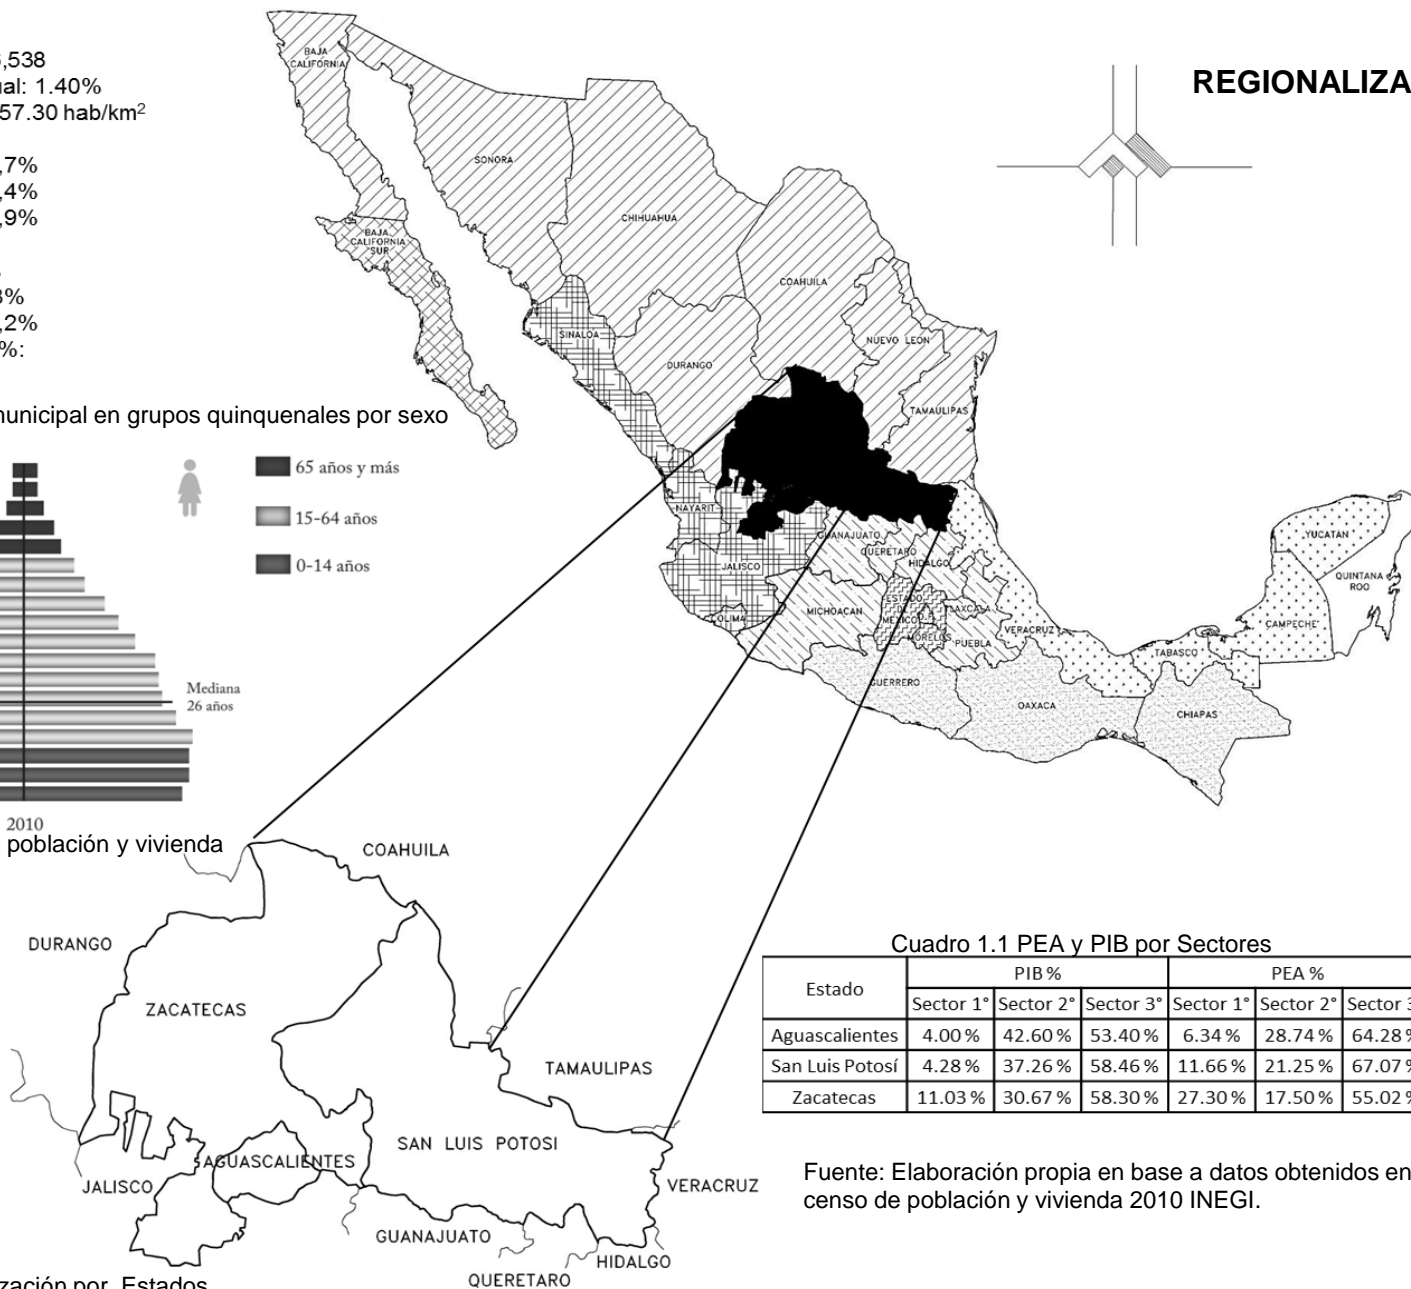 6,538
ual: 1.40%
57.30 hab/km²
,7%
,4%
,9%
8%
,2%
%:
REGIONALIZA
municipal en grupos quinquenales por sexo
65 años y más
15-64 años
0-14 años
Mediana
26 años
2010
población y vivienda
BAJA
CALIFORNIA
SONORA
CHIHUAHUA
COAHUILA
BAJA
CALIFORNIA
SUR
SINALOA
DURANGO
NUEVO LEON
TAMAULIPAS
NAYARIT
JALISCO
COLIMA
GUANAJUATO
QUERETARO
HIDALGO
MICHOACAN
ESTADO
DE
MEXICO
TLAXCALA
MORELOS
PUEBLA
VERACRUZ
GUERRERO
OAXACA
TABASCO
CHIAPAS
YUCATAN
QUINTANA
ROO
CAMPECHE
COAHUILA
DURANGO
ZACATECAS
TAMAULIPAS
SAN LUIS POTOSI
AGUASCALIENTES
JALISCO
VERACRUZ
GUANAJUATO
HIDALGO
QUERETARO
Cuadro 1.1 PEA y PIB por Sectores
Estado PIB % PEA %
Sector 1° Sector 2° Sector 3° Sector 1° Sector 2° Sector 3
Aguascalientes 4.00 % 42.60 % 53.40 % 6.34 % 28.74 % 64.28 %
San Luis Potosí 4.28 % 37.26 % 58.46 % 11.66 % 21.25 % 67.07 %
Zacatecas 11.03 % 30.67 % 58.30 % 27.30 % 17.50 % 55.02 %
Fuente: Elaboración propia en base a datos obtenidos en
censo de población y vivienda 2010 INEGI.
zación por Estados